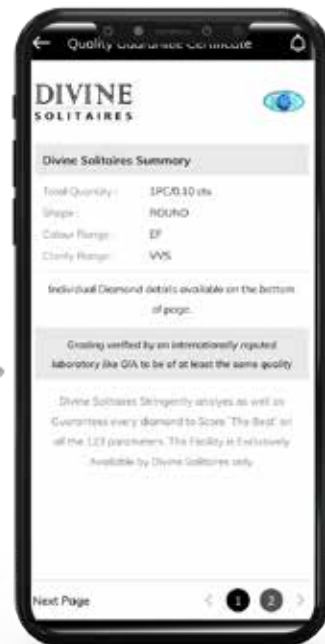 Quality Guarantee Certificate
DIVINE
SOLITAIRES
Divine Solitaires Summary
Total Quantity : 1PC/0.10 cts
Shape : ROUND
Colour Range : EF
Clarity Range : VVS
Individual Diamond details available on the bottom
of page.
Grading verified by an internationally reputed
laboratory like GIA to be of at least the same quality
Divine Solitaires Stringently analyses as well as
Guarantees every diamond to Score 'The Best' on
all the 123 parameters. The Facility is Exclusively
Available by Divine Solitaires only.
Next Page < 1 2 >